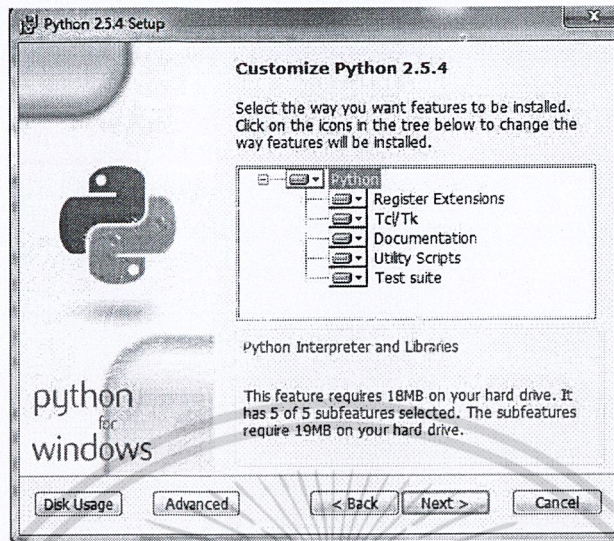 Python 2.5.4 Setup
Customize Python 2.5.4
Select the way you want features to be installed.
Click on the icons in the tree below to change the
way features will be installed.
Python
Register Extensions
Tcl/Tk
Documentation
Utility Scripts
Test suite
Python Interpreter and Libraries
This feature requires 18MB on your hard drive. It
has 5 of 5 subfeatures selected. The subfeatures
require 19MB on your hard drive.
python
for
windows
Disk Usage
Advanced
< Back
Next >
Cancel